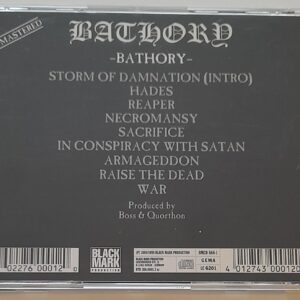 REMASTERED
BATHORY
-BATHORY-
STORM OF DAMNATION (INTRO)
HADES
REAPER
NECROMANSY
SACRIFICE
IN CONSPIRACY WITH SATAN
ARMAGEDDON
RAISE THE DEAD
WAR
Produced by
Boss & Quorthon
BLACK
MARK
PRODUCTION
GEMA